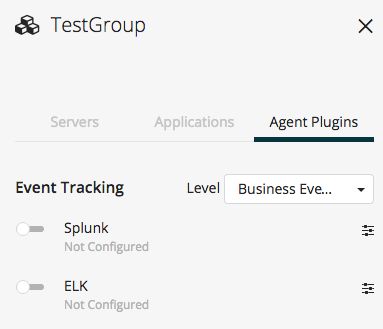 TestGroup
Servers Applications Agent Plugins
Event Tracking Level Business Eve...
Splunk
Not Configured
ELK
Not Configured